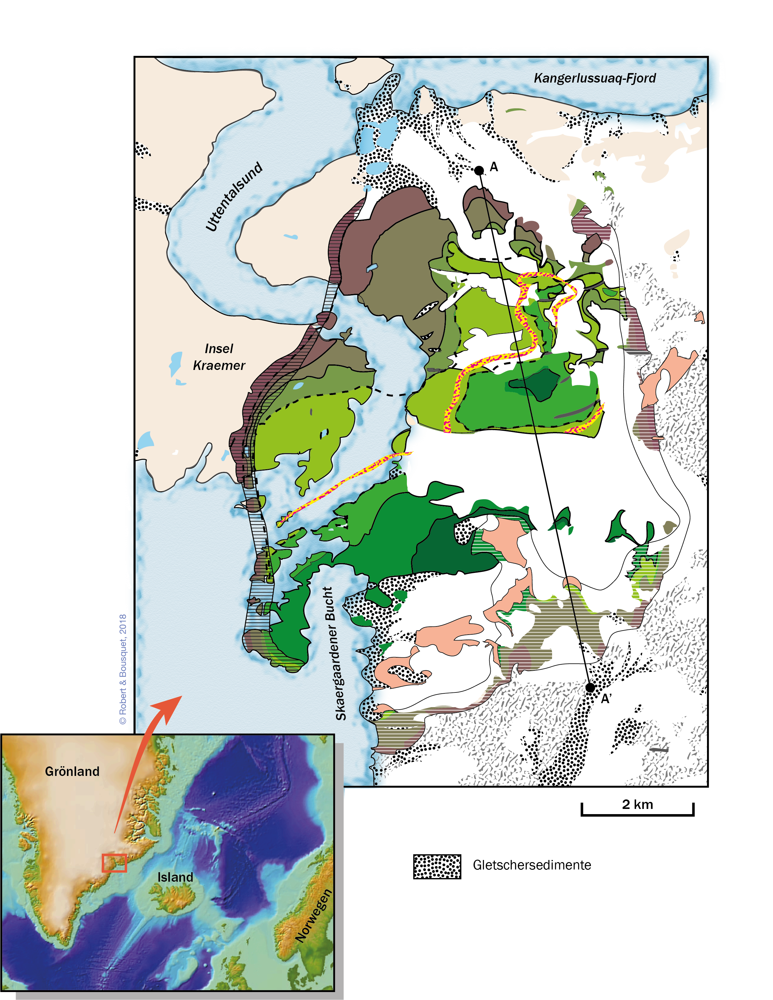 Kangerlussuaq-Fjord
A
Uttentalsund
Insel
Kraemer
Skaergaardener Bucht
A'
© Robert & Bousquet, 2018
Grönland
Island
Norwegen
2 km
Gletschersedimente